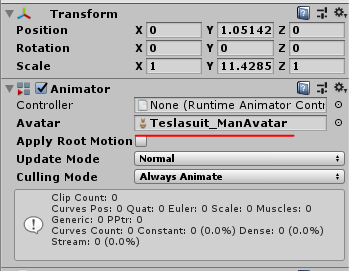 Transform
Position X 0 Y 1.05142 Z 0
Rotation X 0 Y 0 Z 0
Scale X 1 Y 11.4285 Z 1
Animator
Controller None (Runtime Animator Contr
Avatar Teslasuit_ManAvatar
Apply Root Motion
Update Mode Normal
Culling Mode Always Animate
Clip Count: 0
Curves Pos: 0 Quat: 0 Euler: 0 Scale: 0 Muscles: 0
Generic: 0 PPtr: 0
Curves Count: 0 Constant: 0 (0.0%) Dense: 0 (0.0%)
Stream: 0 (0.0%)